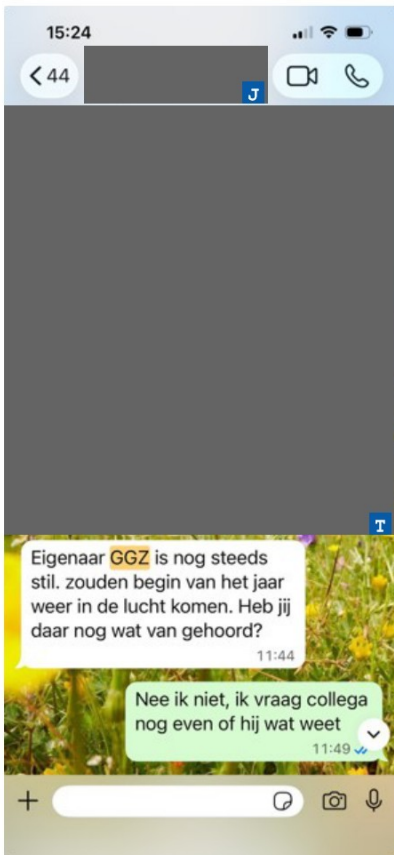 15:24
44
J
T
Eigenaar GGZ is nog steeds
stil. zouden begin van het jaar
weer in de lucht komen. Heb jij
daar nog wat van gehoord?
11:44
Nee ik niet, ik vraag collega
nog even of hij wat weet
11:49